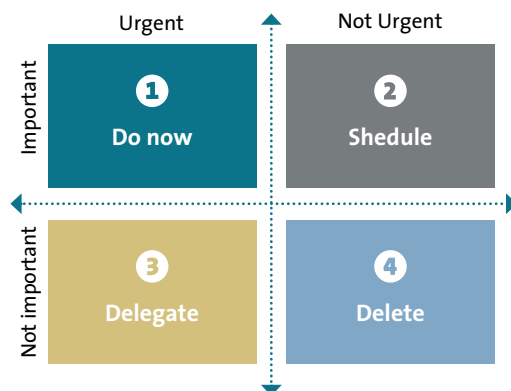 Urgent
Not Urgent
Important
1
Do now
2
Shedule
Not important
3
Delegate
4
Delete